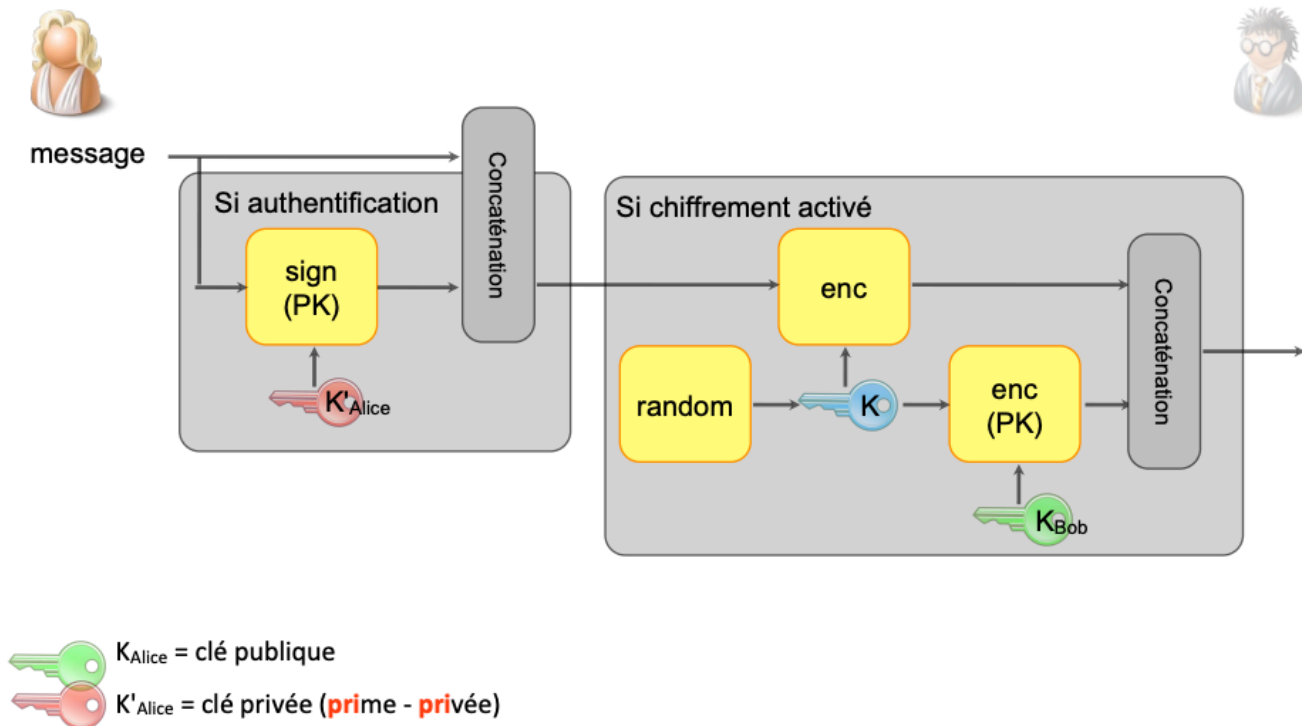 message
Concaténation
Si authentification
sign
(PK)
K'Alice
Si chiffrement activé
enc
Concaténation
random
K
enc
(PK)
KBob
KAlice = clé publique
K'Alice = clé privée (prime - privée)